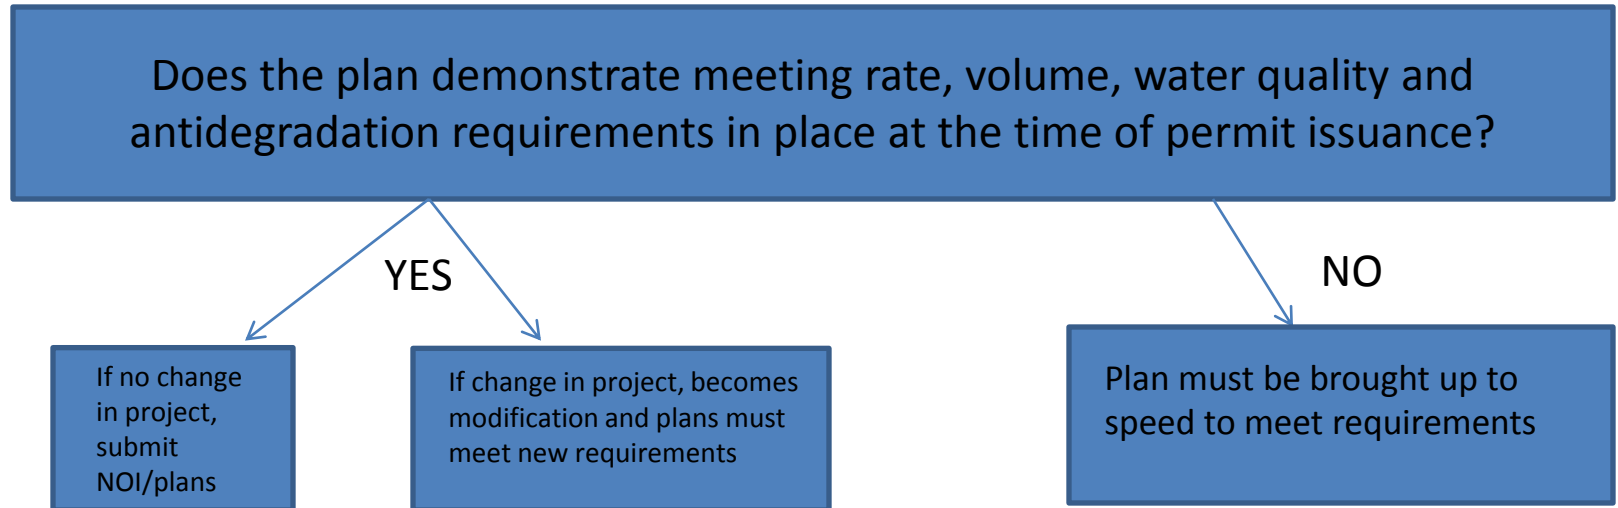 Does the plan demonstrate meeting rate, volume, water quality and
antidegradation requirements in place at the time of permit issuance?
YES
NO
If no change
in project,
submit
NOI/plans
If change in project, becomes
modification and plans must
meet new requirements
Plan must be brought up to
speed to meet requirements